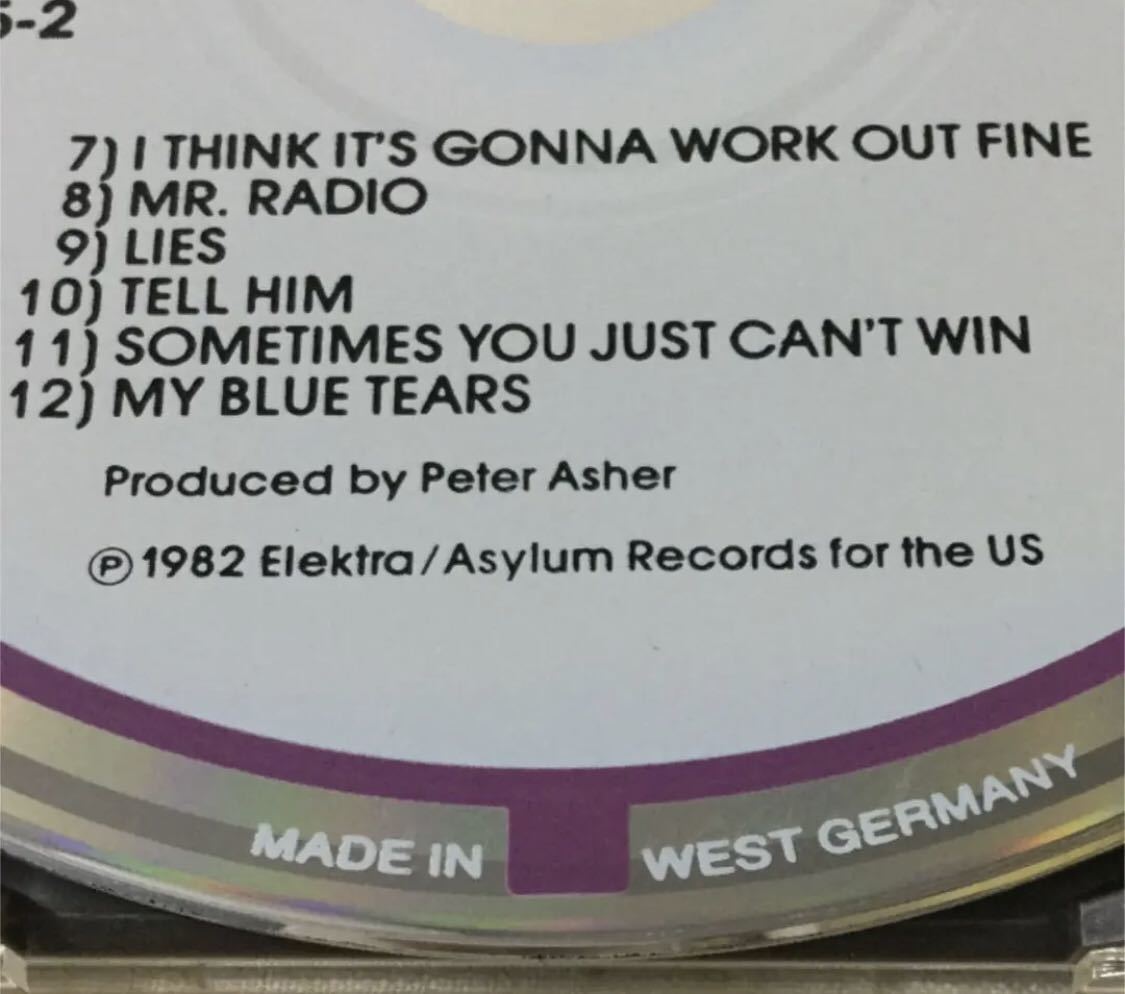 5-2
7) I THINK IT'S GONNA WORK OUT FINE
8) MR. RADIO
9) LIES
10) TELL HIM
11) SOMETIMES YOU JUST CAN'T WIN
12) MY BLUE TEARS
Produced by Peter Asher
Ⓟ 1982 Elektra/Asylum Records for the US
MADE IN WEST GERMANY